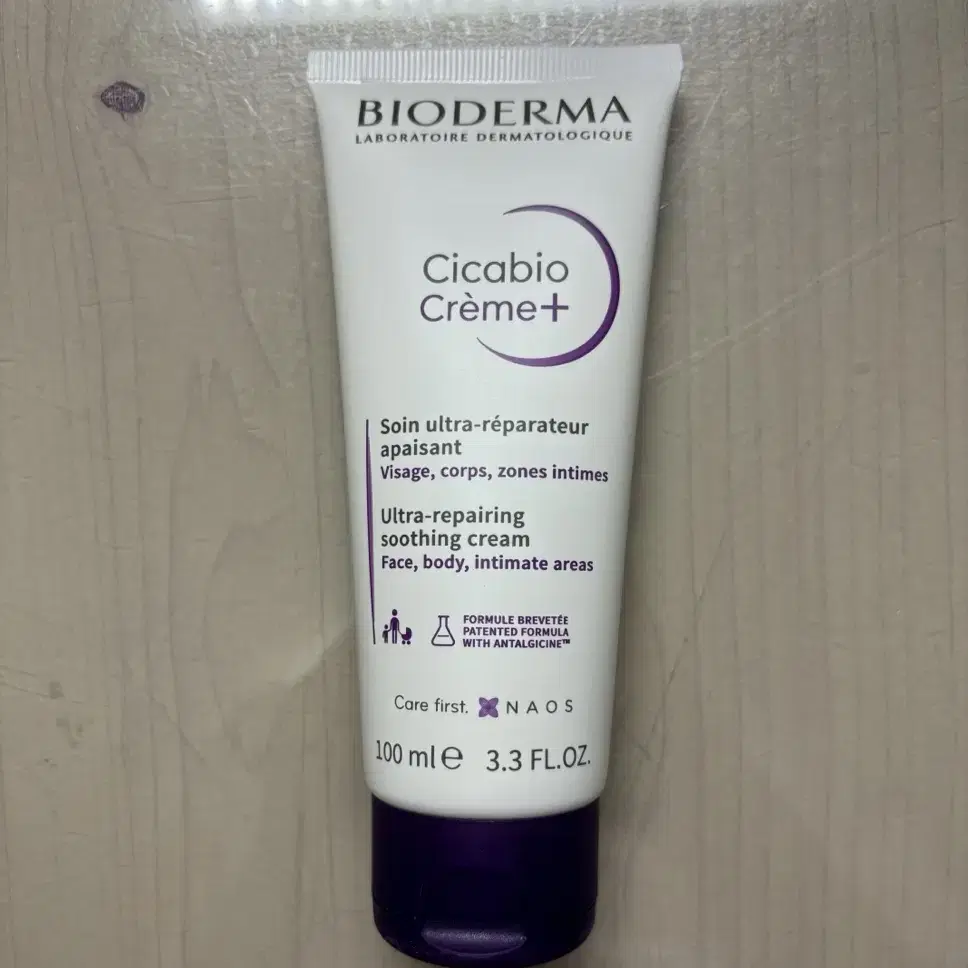 BIODERMA
LABORATOIRE DERMATOLOGIQUE
Cicabio
Crème+
Soin ultra-réparateur
apaisant
Visage, corps, zones intimes
Ultra-repairing
soothing cream
Face, body, intimate areas
FORMULE BREVETÉE
PATENTED FORMULA
WITH ANTALGICINE™
Care first. NAOS
100 ml℮ 3.3 FL.OZ.